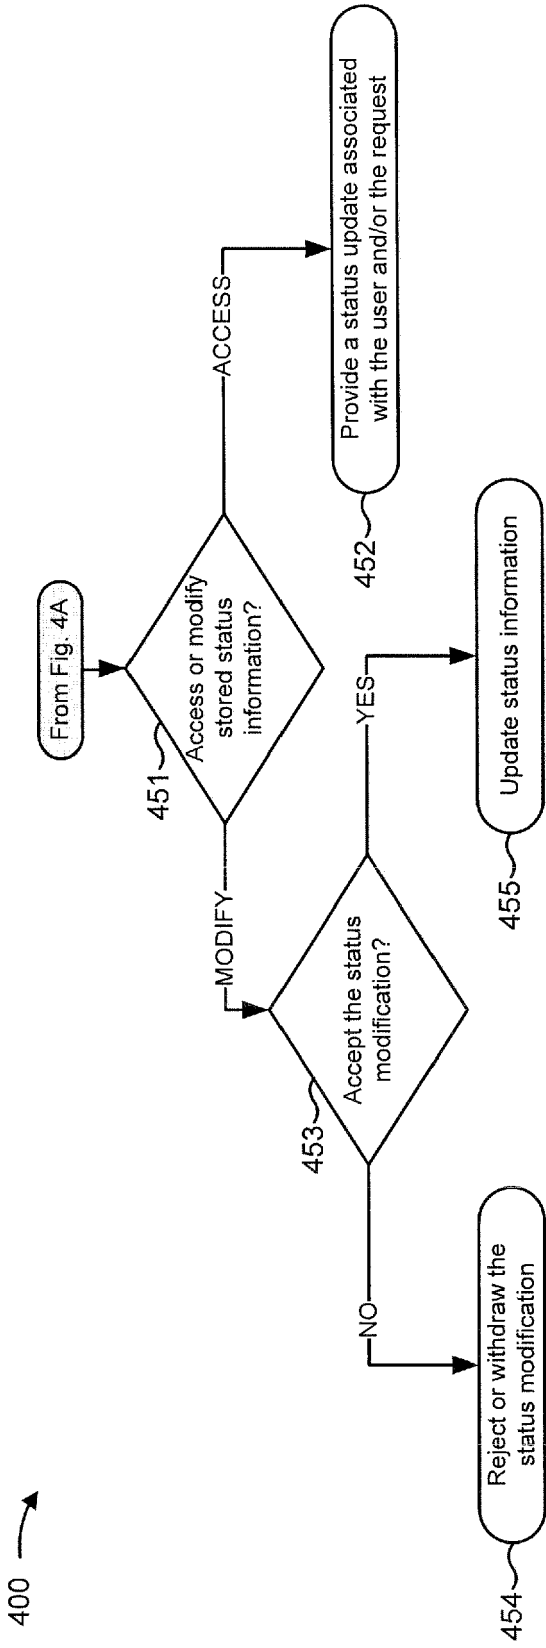 400
From Fig. 4A
451
Access or modify
stored status
information?
MODIFY
ACCESS
452
Provide a status update associated
with the user and/or the request
453
Accept the status
modification?
NO
YES
454
Reject or withdraw the
status modification
455
Update status information